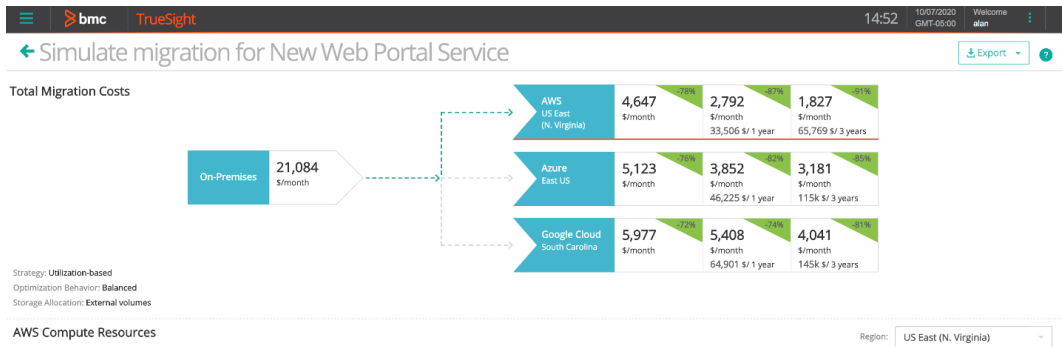 bmc TrueSight 14:52 10/07/2020 GMT-05:00 Welcome alan
Simulate migration for New Web Portal Service Export ?
Total Migration Costs
On-Premises 21,084 $/month
AWS US East (N. Virginia)
4,647 $/month -78%
2,792 $/month 33,506 $/ 1 year -87%
1,827 $/month 65,769 $/ 3 years -91%
Azure East US
5,123 $/month -76%
3,852 $/month 46,225 $/ 1 year -82%
3,181 $/month 115k $/ 3 years -85%
Google Cloud South Carolina
5,977 $/month -72%
5,408 $/month 64,901 $/ 1 year -74%
4,041 $/month 145k $/ 3 years -81%
Strategy: Utilization-based
Optimization Behavior: Balanced
Storage Allocation: External volumes
AWS Compute Resources Region: US East (N. Virginia)